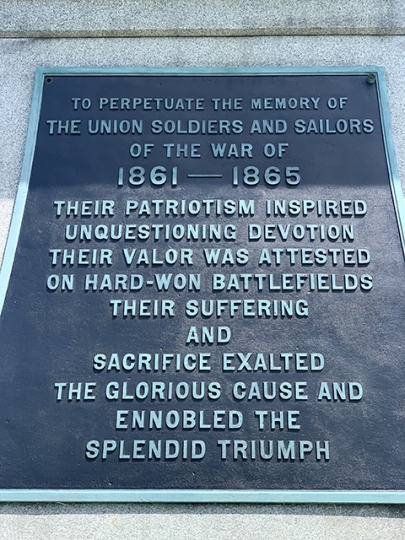 TO PERPETUATE THE MEMORY OF
THE UNION SOLDIERS AND SAILORS
OF THE WAR OF
1861 — 1865
THEIR PATRIOTISM INSPIRED
UNQUESTIONING DEVOTION
THEIR VALOR WAS ATTESTED
ON HARD-WON BATTLEFIELDS
THEIR SUFFERING
AND
SACRIFICE EXALTED
THE GLORIOUS CAUSE AND
ENNOBLED THE
SPLENDID TRIUMPH